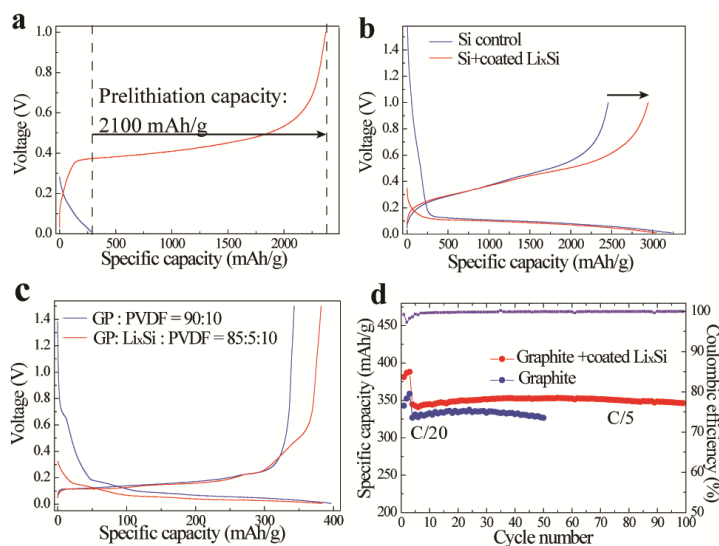 a
1.0
0.8
0.6
0.4
0.2
0.0
Voltage (V)
Prelithiation capacity:
2100 mAh/g
0 500 1000 1500 2000
Specific capacity (mAh/g)
b
1.4
1.2
1.0
0.8
0.6
0.4
0.2
0.0
Voltage (V)
Si control
Si+coated LixSi
0 500 1000 1500 2000 2500 3000
Specific capacity (mAh/g)
c
1.4
1.2
1.0
0.8
0.6
0.4
0.2
0.0
Voltage (V)
GP : PVDF = 90:10
GP: LixSi : PVDF = 85:5:10
0 100 200 300 400
Specific capacity (mAh/g)
d
450
400
350
300
250
200
Specific capacity (mAh/g)
Graphite +coated LixSi
Graphite
C/20
C/5
100
95
90
85
80
75
70
65
60
55
50
Coulombic efficiency (%)
0 10 20 30 40 50 60 70 80 90 100
Cycle number